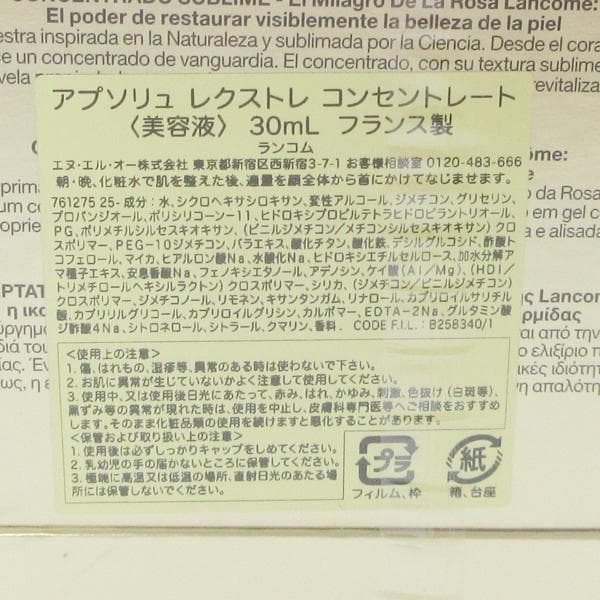 CONCENTRADO SUBLIME - El Milagro De La Rosa Lancôme:
El poder de restaurar visiblemente la belleza de la piel
estra inspirada en la Naturaleza y sublimada por la Ciencia. Desde el cora
se un concentrado de vanguardia. El concentrado, con su textura sublime
vela
revitaliza
アプソリュ レクストレ コンセントレート
〈美容液〉 30mL フランス製
ランコム
エヌ・エル・オー株式会社 東京都新宿区西新宿3-7-1 お客様相談室 0120-483-666
朝・晩、化粧水で肌を整えた後、適量を顔全体から首にかけてなじませます。
761275 25- 成分：水、シクロヘキサシロキサン、変性アルコール、ジメチコン、グリセリン、
プロパンジオール、ポリシリコーン-11、ヒドロキシプロピルテトラヒドロピラントリオール、
PG、ポリメチルシルセスキオキサン、(ビニルジメチコン/メチコンシルセスキオキサン) クロ
スポリマー、PEG-10ジメチコン、バラエキス、酸化チタン、酸化鉄、デシルグルコシド、酢酸ト
コフェロール、マイカ、ヒアルロン酸Na、水酸化Na、ヒドロキシエチルセルロース、加水分解ア
マ種子エキス、安息香酸Na、フェノキシエタノール、アデノシン、ケイ酸(Al/Mg)、(HDI/
トリメチロールヘキシルラクトン) クロスポリマー、シリカ、(ジメチコン/ビニルジメチコン)
クロスポリマー、ジメチコノール、リモネン、キサンタンガム、リナロール、カプリロイルサリチル
酸、カプリリルグリコール、カプリロイルグリシン、カルボマー、EDTA-2Na、グルタミン酸
ジ酢酸4Na、シトロネロール、シトラール、クマリン、香料. CODE F.I.L. : B258340/1
ôme:
da Rosa
em gel c
a e alisada
gs Lancom
ρμίδας
αι από την
ελιξίριο π
ικές ιδιότητ
η απαλότη
<使用上の注意>
1. 傷、はれもの、湿疹等、異常のある時は使わないで下さい。
2. お肌に異常が生じていないかよく注意して使用してください。
3. 使用中、又は使用後日光にあたって、赤み、はれ、かゆみ、刺激、色抜け（白斑等）、
黒ずみ等の異常が現れた時は、使用を中止し、皮膚科専門医等へご相談をおすすめ
します。そのまま化粧品類の使用を続けますと悪化することがあります。
<保管および取り扱い上の注意>
1. 使用後は必ずしっかりキャップをしめてください。
2. 乳幼児の手の届かないところに保管してください。
3. 極端に高温又は低温の場所、直射日光のあたる場
所には保管しないでください。
プラ
フィルム、枠
紙
箱、台座